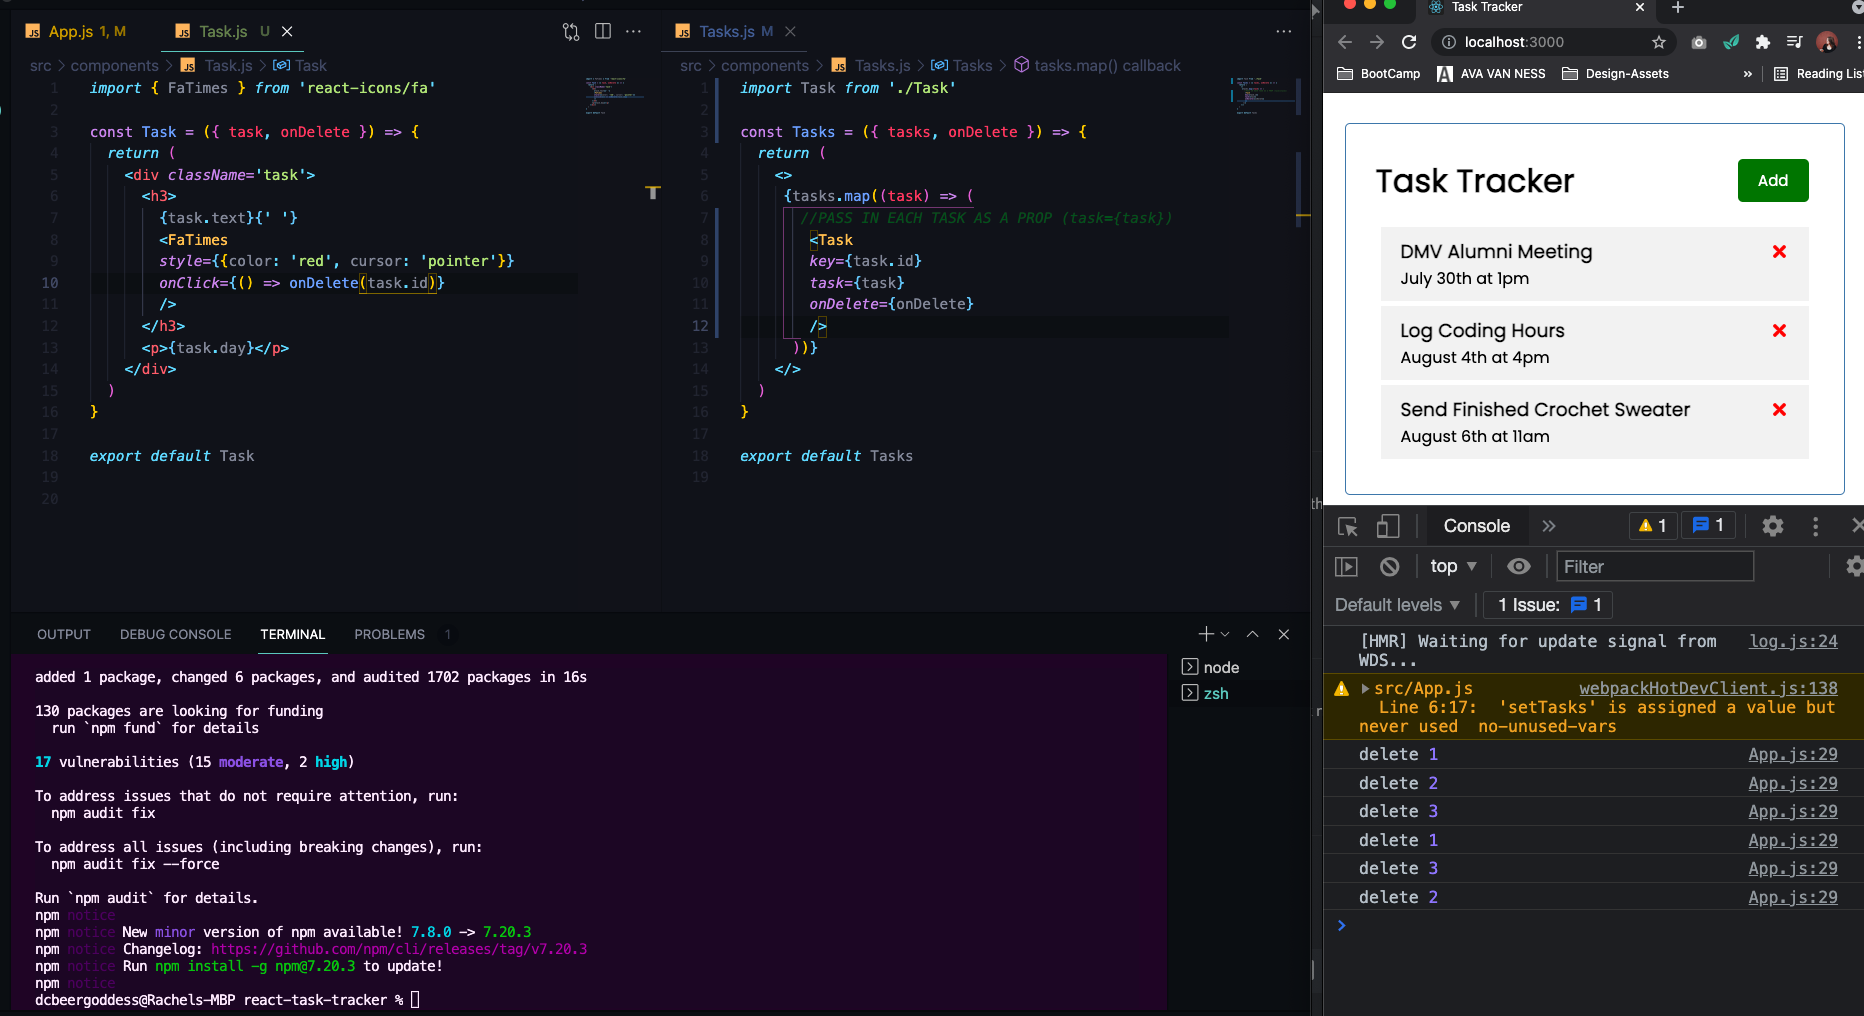 App.js 1, M
Task.js U
src > components > Task.js > Task
1 import { FaTimes } from 'react-icons/fa'
2
3 const Task = ({ task, onDelete }) => {
4 return (
5 <div className='task'>
6 <h3>
7 {task.text}{' '}
8 <FaTimes
9 style={{color: 'red', cursor: 'pointer'}}
10 onClick={() => onDelete(task.id)}
11 />
12 </h3>
13 <p>{task.day}</p>
14 </div>
15 )
16 }
17
18 export default Task
19
20
Tasks.js M
src > components > Tasks.js > Tasks > tasks.map() callback
1 import Task from './Task'
2
3 const Tasks = ({ tasks, onDelete }) => {
4 return (
5 <>
6 {tasks.map((task) => (
7 //PASS IN EACH TASK AS A PROP (task={task})
8 <Task
9 key={task.id}
10 task={task}
11 onDelete={onDelete}
12 />
13 ))}
14 </>
15 )
16 }
17
18 export default Tasks
19
OUTPUT DEBUG CONSOLE TERMINAL PROBLEMS 1
added 1 package, changed 6 packages, and audited 1702 packages in 16s
130 packages are looking for funding
run `npm fund` for details
17 vulnerabilities (15 moderate, 2 high)
To address issues that do not require attention, run:
npm audit fix
To address all issues (including breaking changes), run:
npm audit fix --force
Run `npm audit` for details.
npm notice
npm notice New minor version of npm available! 7.8.0 -> 7.20.3
npm notice Changelog: https://github.com/npm/cli/releases/tag/v7.20.3
npm notice Run npm install -g npm@7.20.3 to update!
npm notice
dcbeergoddess@Rachels-MBP react-task-tracker %
node
zsh
Task Tracker
localhost:3000
BootCamp AVA VAN NESS Design-Assets » Reading List
Task Tracker
Add
DMV Alumni Meeting
July 30th at 1pm
Log Coding Hours
August 4th at 4pm
Send Finished Crochet Sweater
August 6th at 11am
Console » 1 1
top Filter
Default levels 1 Issue: 1
[HMR] Waiting for update signal from log.js:24
WDS...
src/App.js webpackHotDevClient.js:138
Line 6:17: 'setTasks' is assigned a value but
never used no-unused-vars
delete 1 App.js:29
delete 2 App.js:29
delete 3 App.js:29
delete 1 App.js:29
delete 3 App.js:29
delete 2 App.js:29